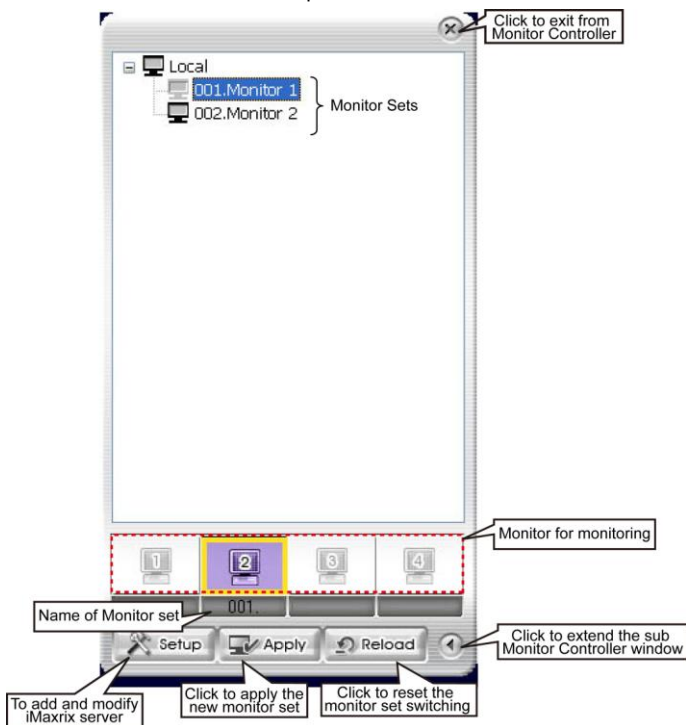 Click to exit from
Monitor Controller
Local
001.Monitor 1
002.Monitor 2
Monitor Sets
Monitor for monitoring
1
2
3
4
Name of Monitor set
001.
Setup
Apply
Reload
Click to extend the sub
Monitor Controller window
To add and modify
iMaxrix server
Click to apply the
new monitor set
Click to reset the
monitor set switching